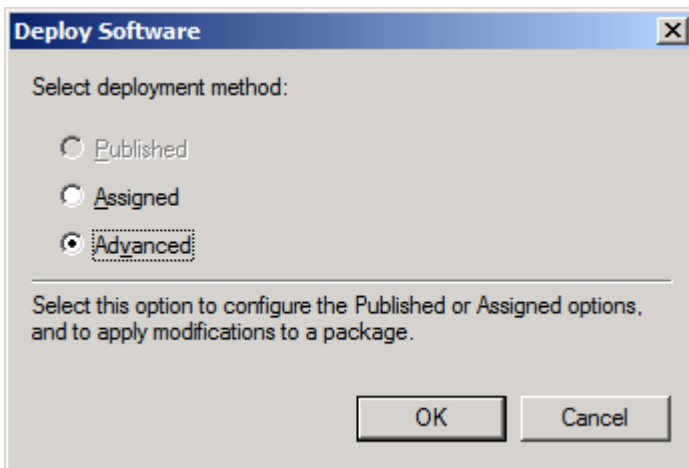 Deploy Software
Select deployment method:
Published
Assigned
Advanced
Select this option to configure the Published or Assigned options,
and to apply modifications to a package.
OK
Cancel